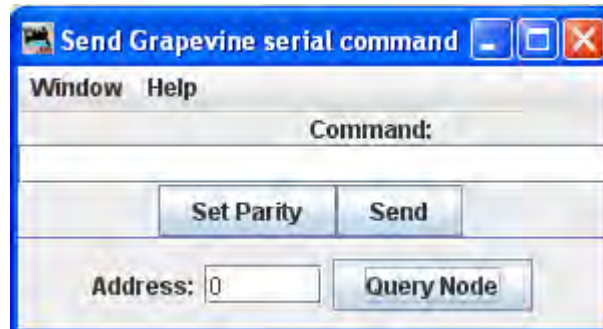 Send Grapevine serial command
Window Help
Command:
Set Parity Send
Address: 0 Query Node